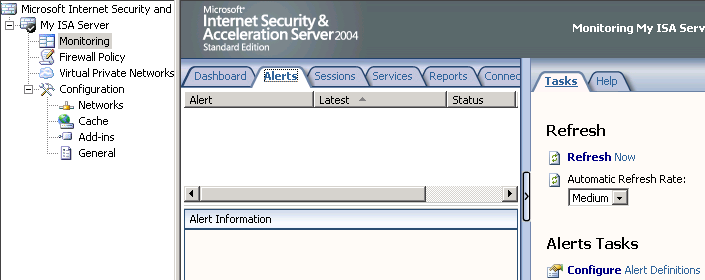 Microsoft Internet Security and
My ISA Server
Monitoring
Firewall Policy
Virtual Private Networks
Configuration
Networks
Cache
Add-ins
General
Microsoft®
Internet Security &
Acceleration Server 2004
Standard Edition
Monitoring My ISA Serv
Dashboard Alerts Sessions Services Reports Connec
Alert Latest Status
Alert Information
Tasks Help
Refresh
Refresh Now
Automatic Refresh Rate:
Medium
Alerts Tasks
Configure Alert Definitions